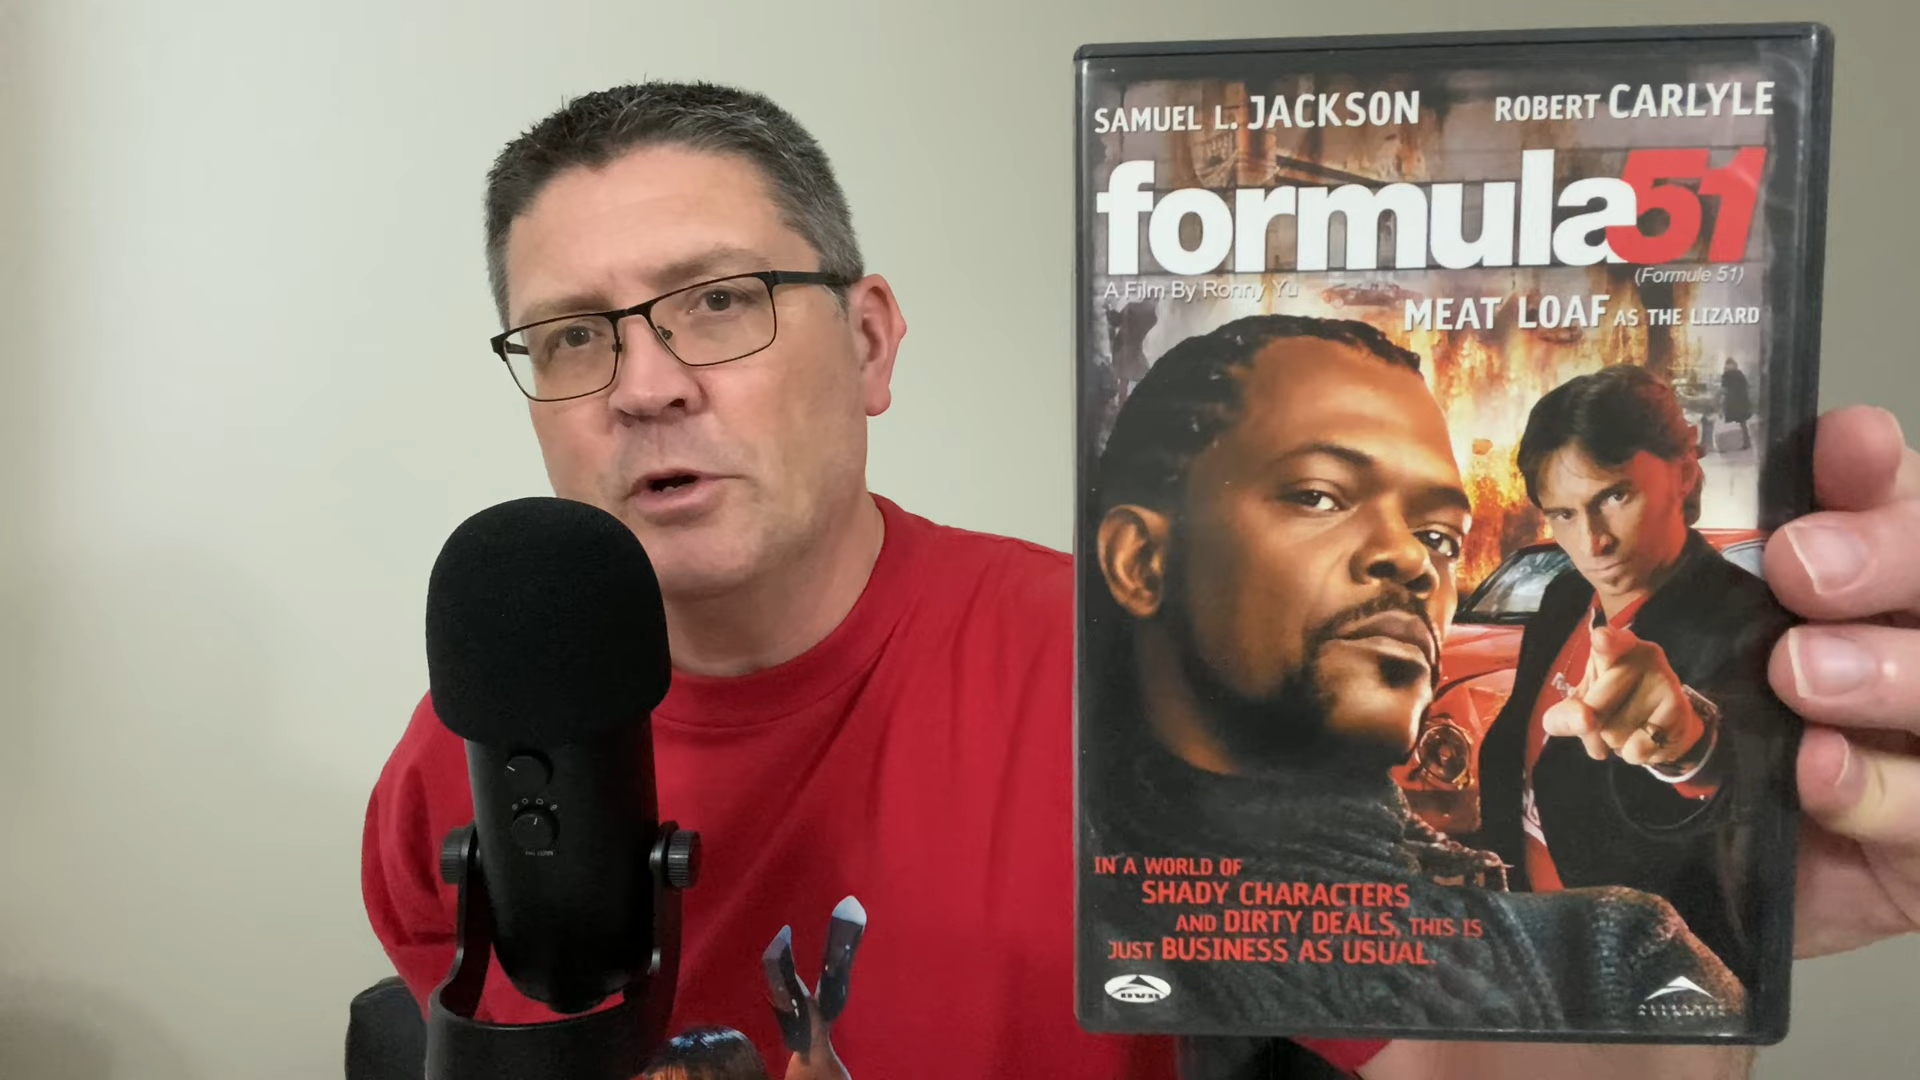 SAMUEL L. JACKSON
ROBERT CARLYLE
formula51
(Formule 51)
A Film By Ronny Yu
MEAT LOAF AS THE LIZARD
IN A WORLD OF
SHADY CHARACTERS
AND DIRTY DEALS, THIS IS
JUST BUSINESS AS USUAL.